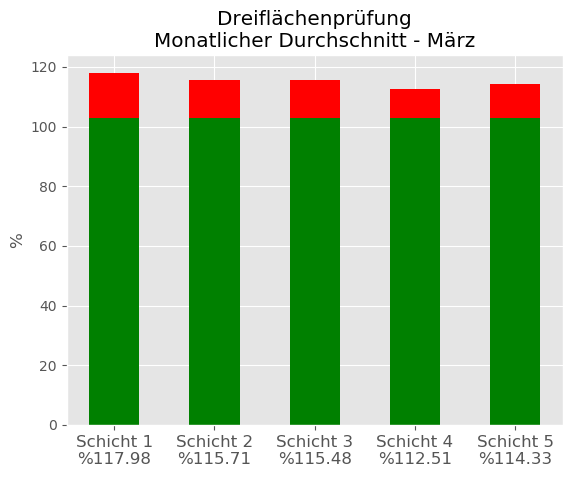 Dreiflächenprüfung
Monatlicher Durchschnitt - März
%
120
100
80
60
40
20
0
Schicht 1 Schicht 2 Schicht 3 Schicht 4 Schicht 5
%117.98 %115.71 %115.48 %112.51 %114.33